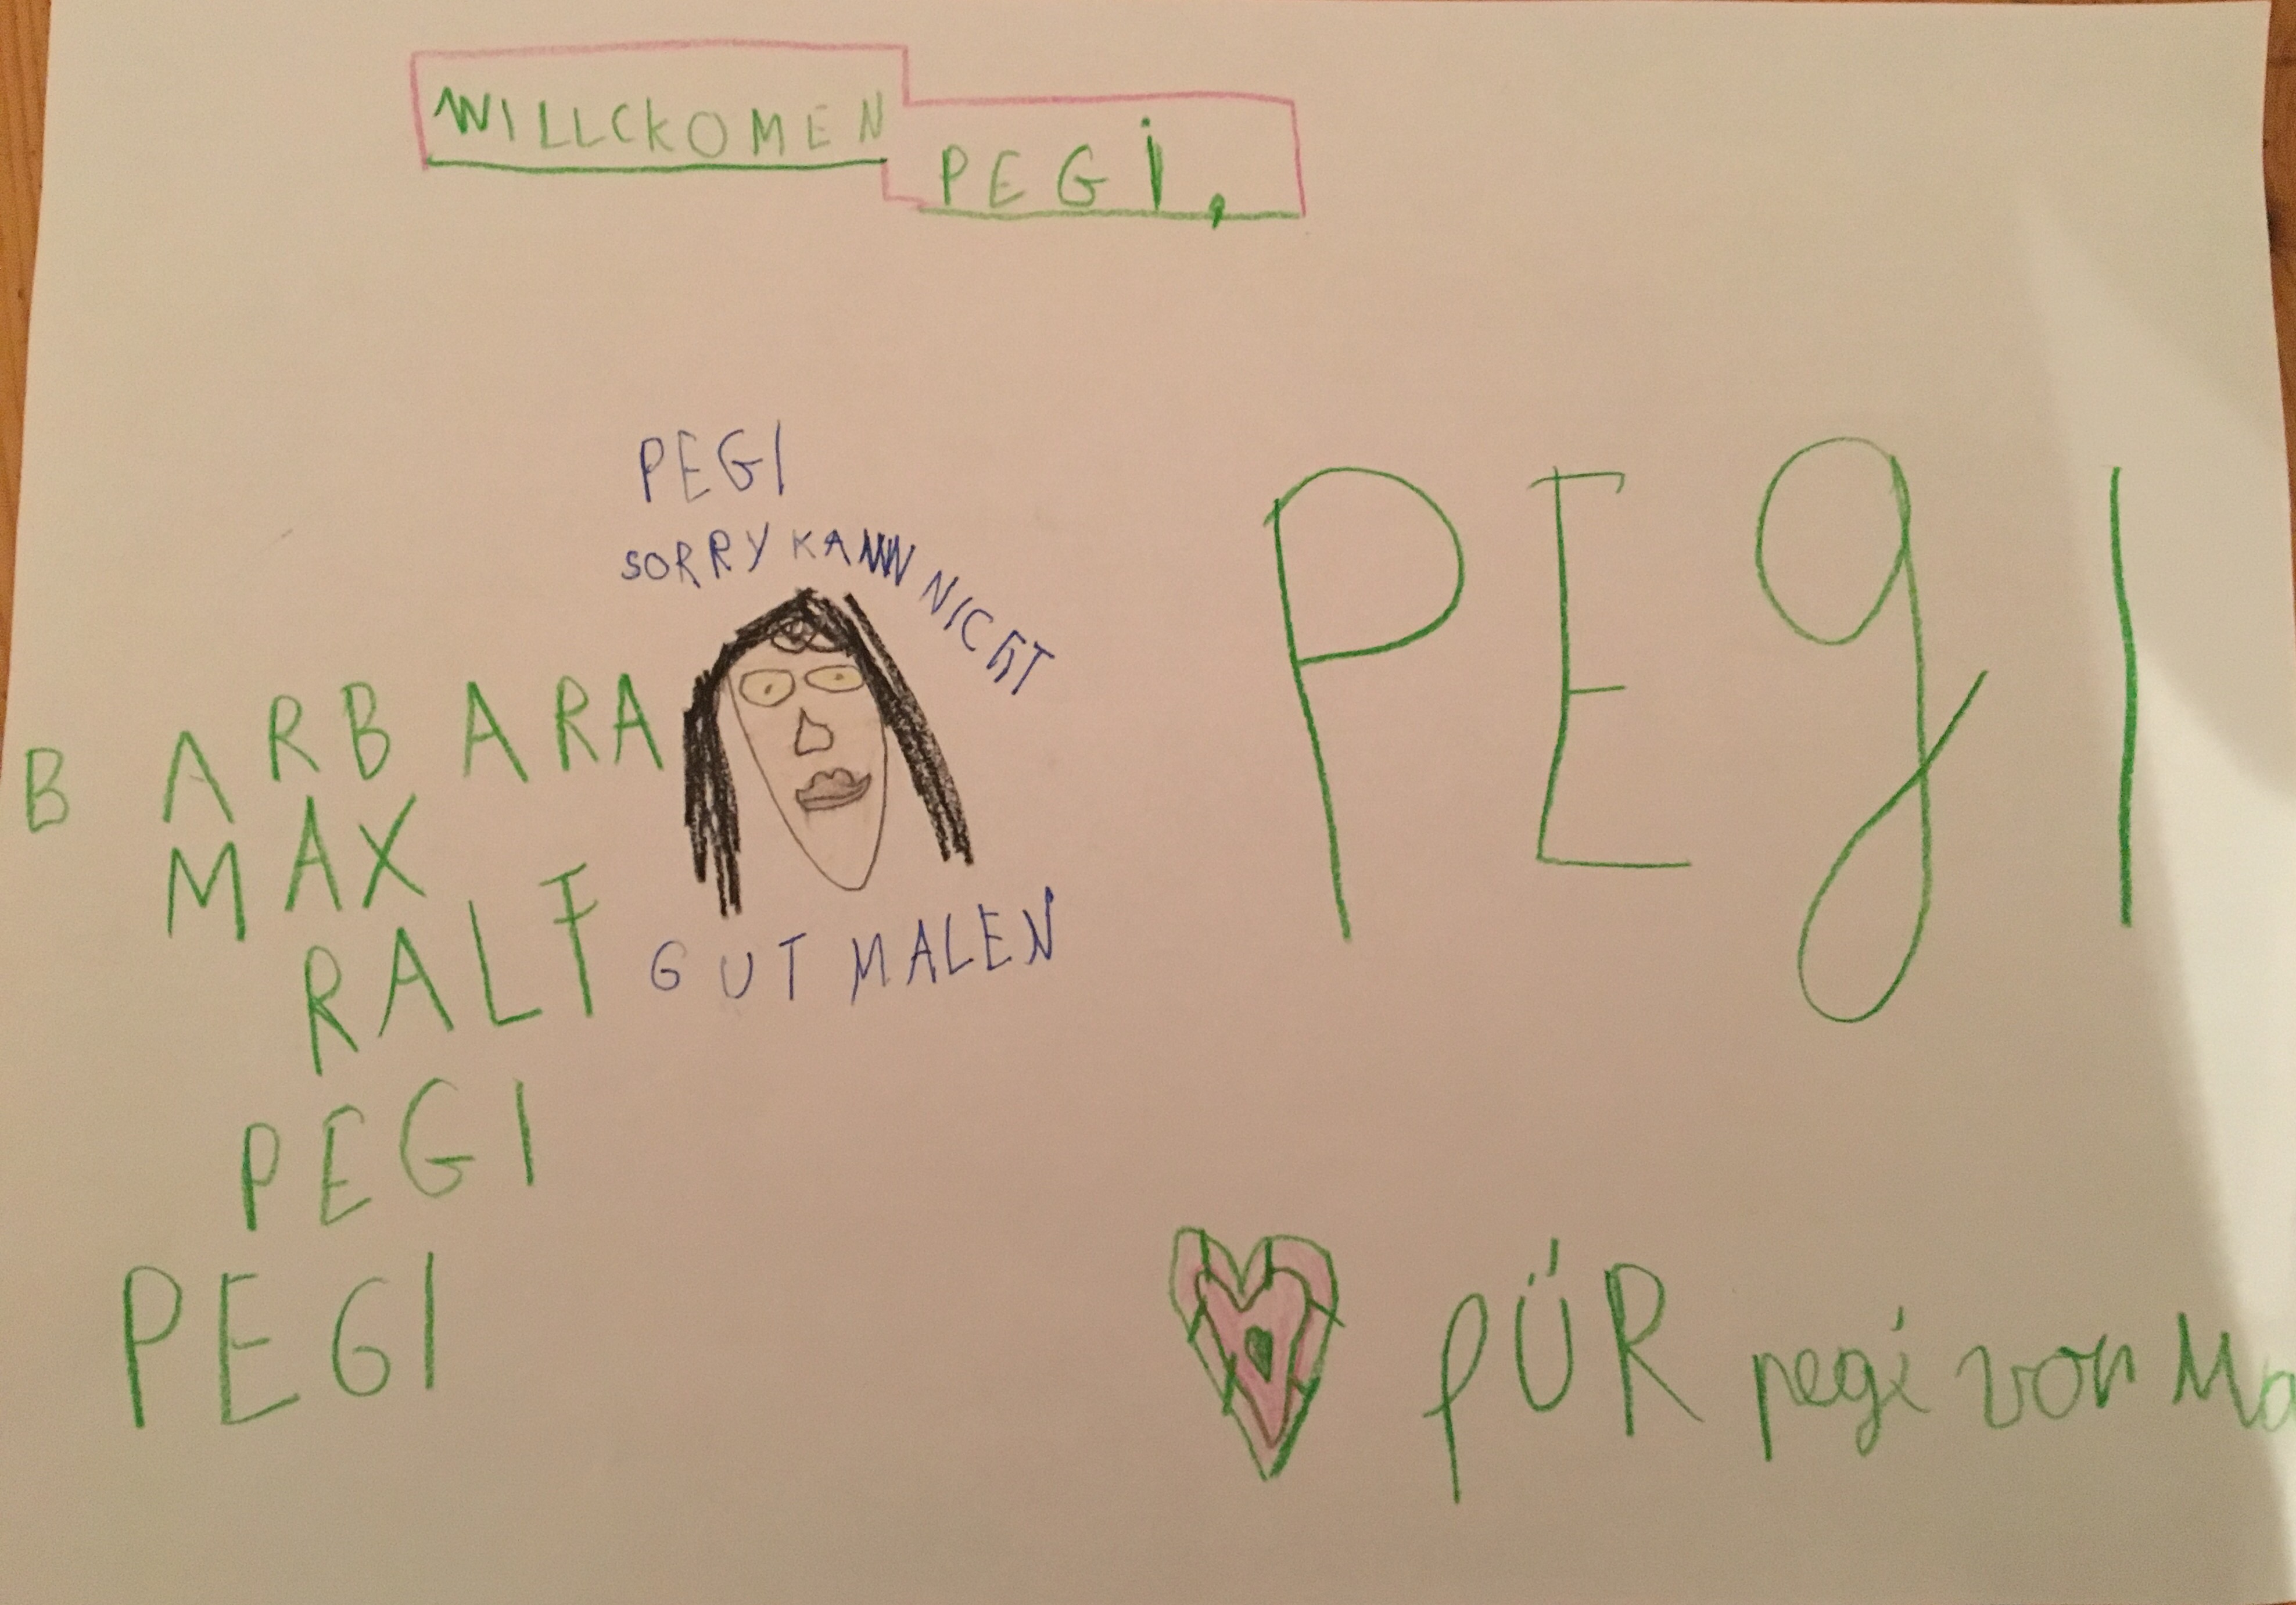 WILLCKOMEN
PEGI,
PEGI
SORRY KANN NICHT
GUT MALEN
BARBARA
MAX
RALF
PEGI
PEGI
PEgI
FÜR pegi von Ma